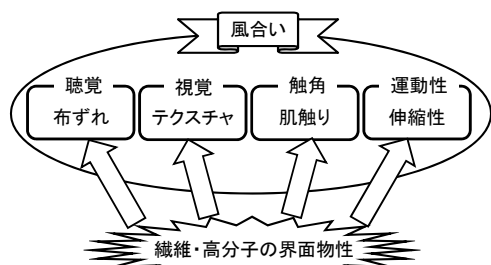 風合い
聴覚
布ずれ
視覚
テクスチャ
触角
肌触り
運動性
伸縮性
繊維・高分子の界面物性